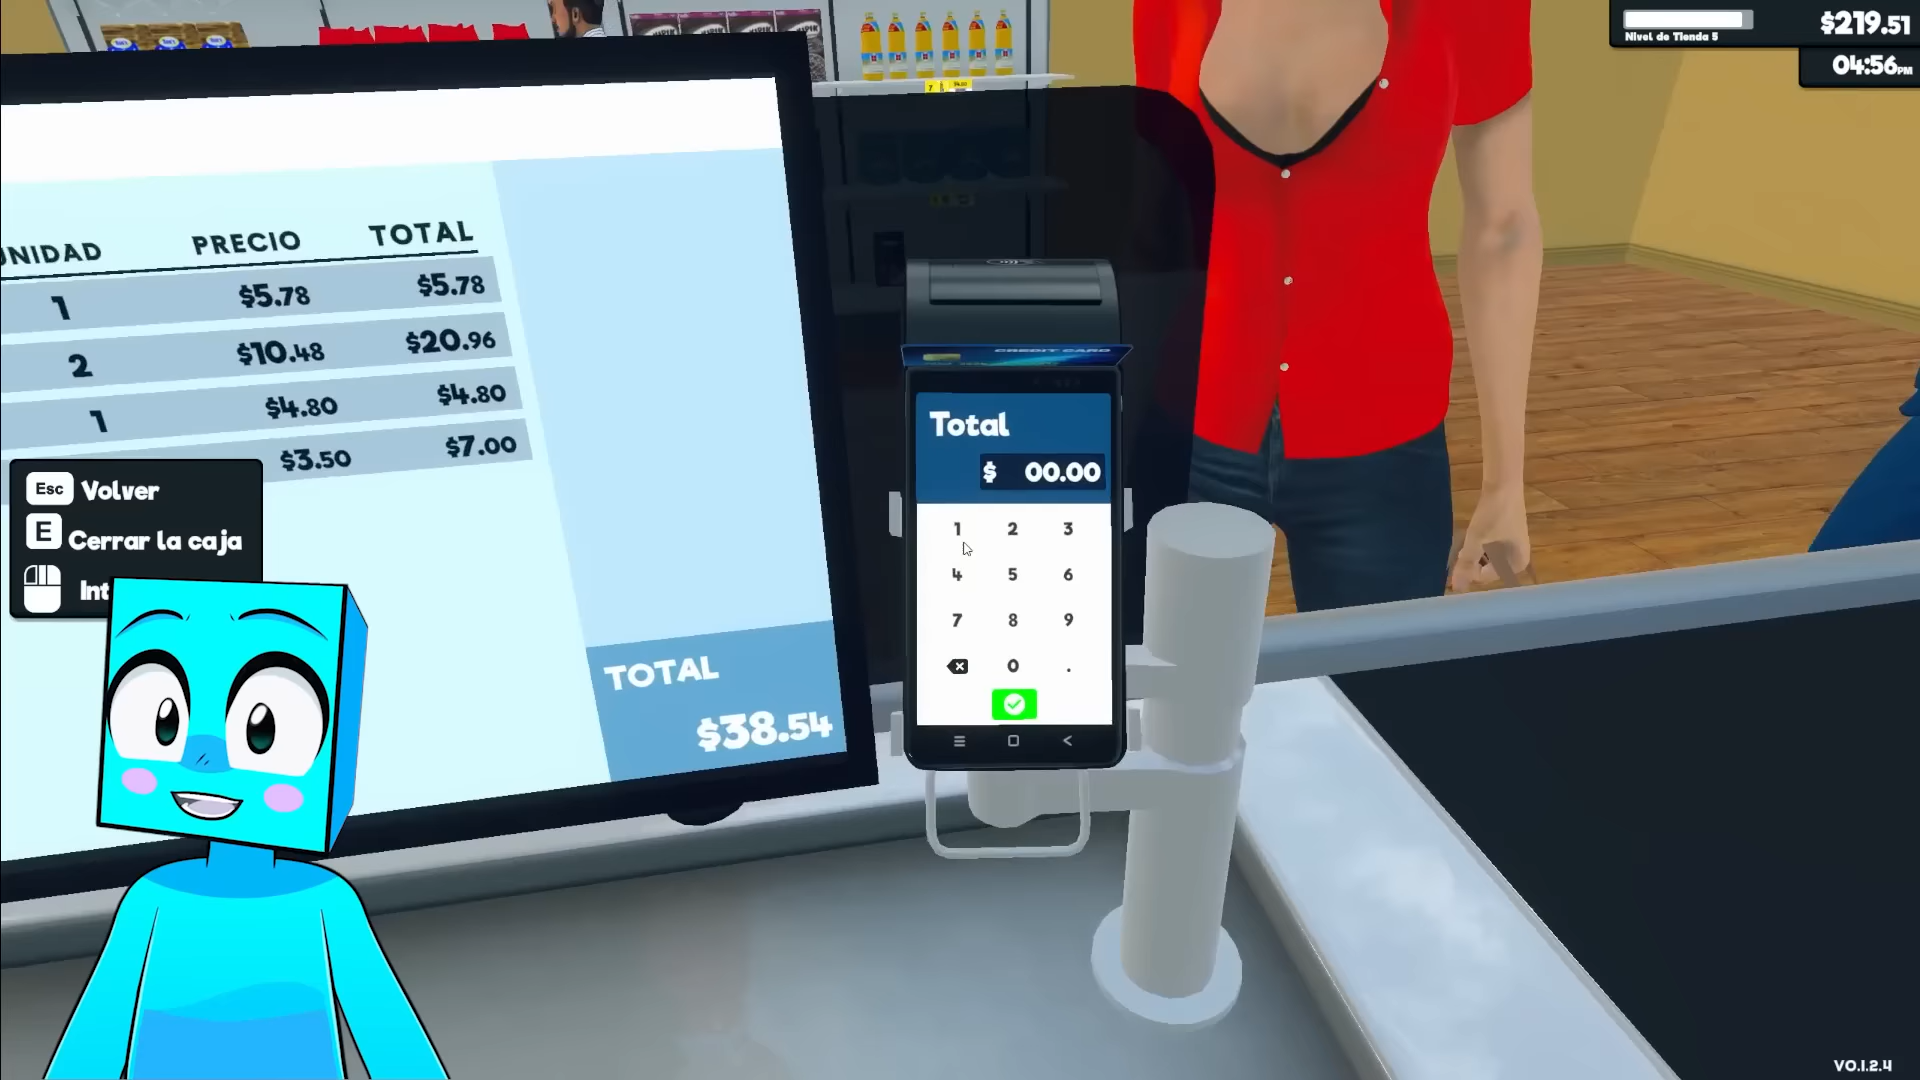 $219.51
Nivel de Tienda 5
04:56PM
UNIDAD PRECIO TOTAL
1 $5.78 $5.78
2 $10.48 $20.96
1 $4.80 $4.80
$3.50 $7.00
TOTAL
$38.54
Esc Volver
E Cerrar la caja
Int
CREDIT CARD
Total
$ 00.00
1 2 3
4 5 6
7 8 9
0 .
V0.1.2.4